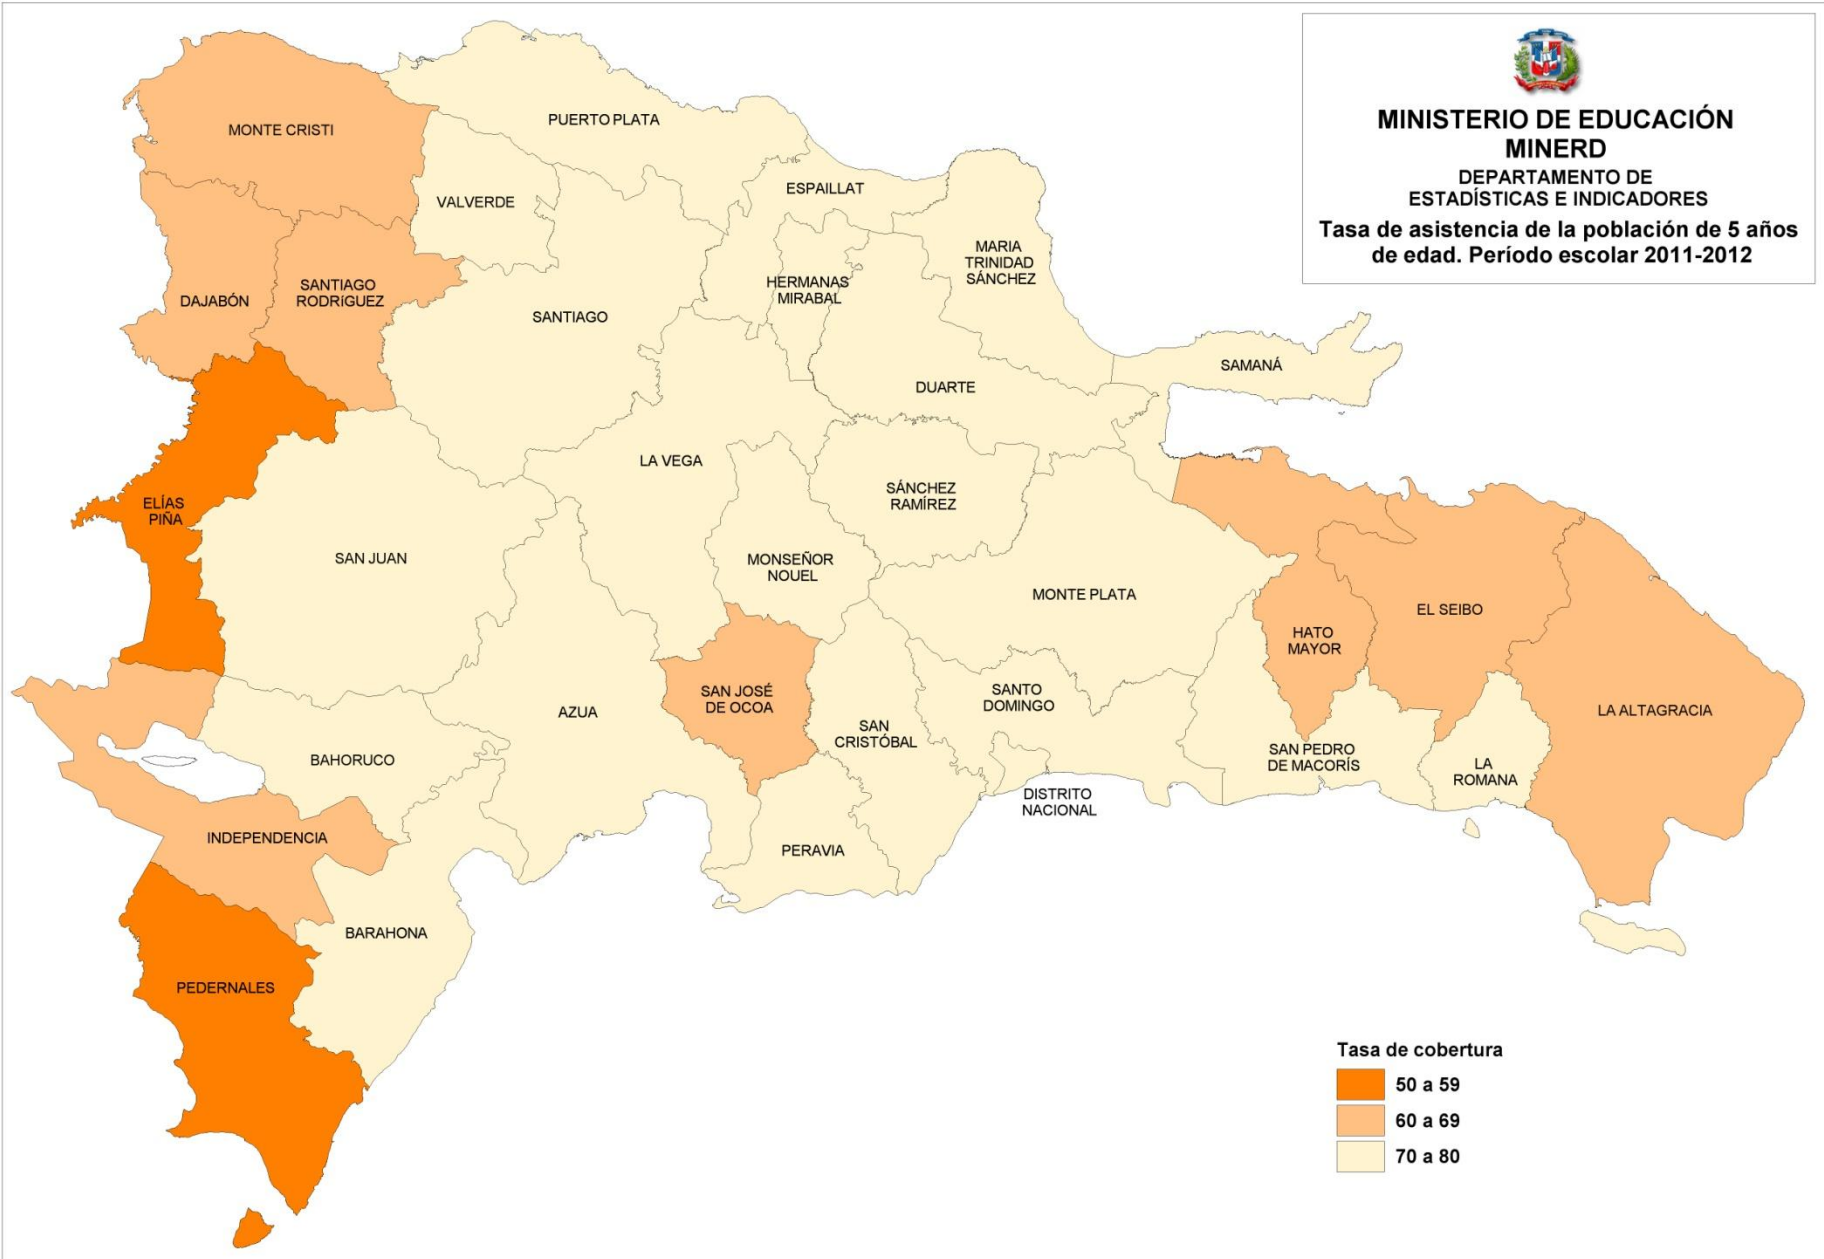 MINISTERIO DE EDUCACIÓN
MINERD
DEPARTAMENTO DE
ESTADÍSTICAS E INDICADORES
Tasa de asistencia de la población de 5 años
de edad. Período escolar 2011-2012
MONTE CRISTI
PUERTO PLATA
VALVERDE
ESPAILLAT
MARIA
TRINIDAD
SÁNCHEZ
DAJABÓN
SANTIAGO
RODRíGUEZ
HERMANAS
MIRABAL
SANTIAGO
SAMANÁ
DUARTE
LA VEGA
ELÍAS
PIÑA
SÁNCHEZ
RAMÍREZ
SAN JUAN
MONSEÑOR
NOUEL
MONTE PLATA
EL SEIBO
HATO
MAYOR
SAN JOSÉ
DE OCOA
SANTO
DOMINGO
AZUA
LA ALTAGRACIA
SAN
CRISTÓBAL
BAHORUCO
SAN PEDRO
DE MACORÍS
LA
ROMANA
DISTRITO
NACIONAL
INDEPENDENCIA
PERAVIA
BARAHONA
PEDERNALES
Tasa de cobertura
50 a 59
60 a 69
70 a 80